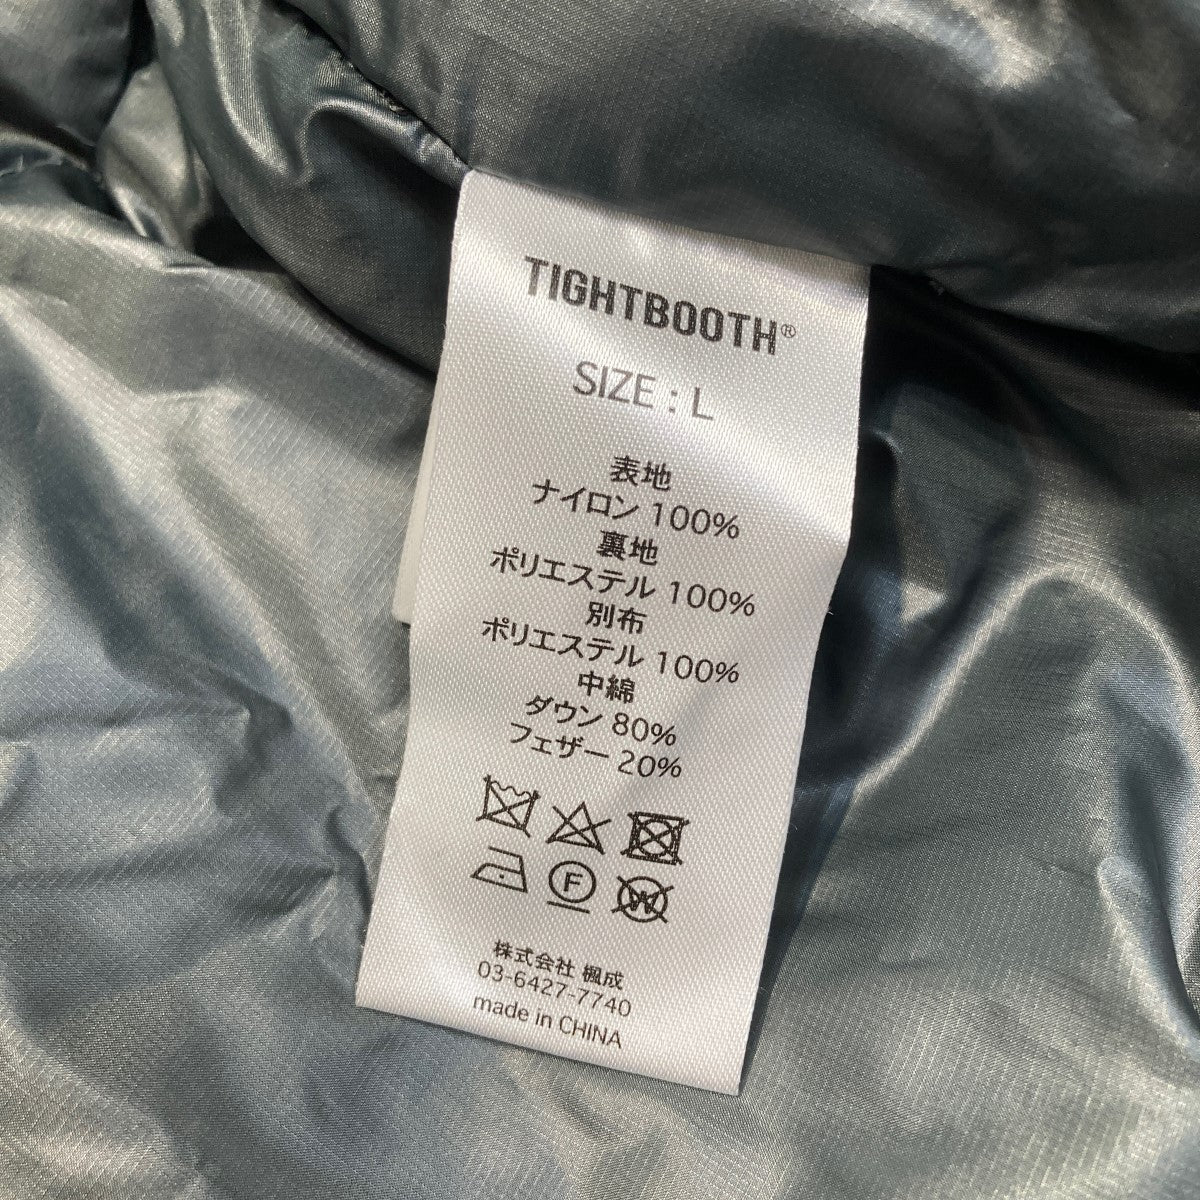 TIGHTBOOTH®
SIZE : L
表地
ナイロン 100%
裏地
ポリエステル 100%
別布
ポリエステル 100%
中綿
ダウン 80%
フェザー 20%
F
W
株式会社 楓成
03-6427-7740
made in CHINA